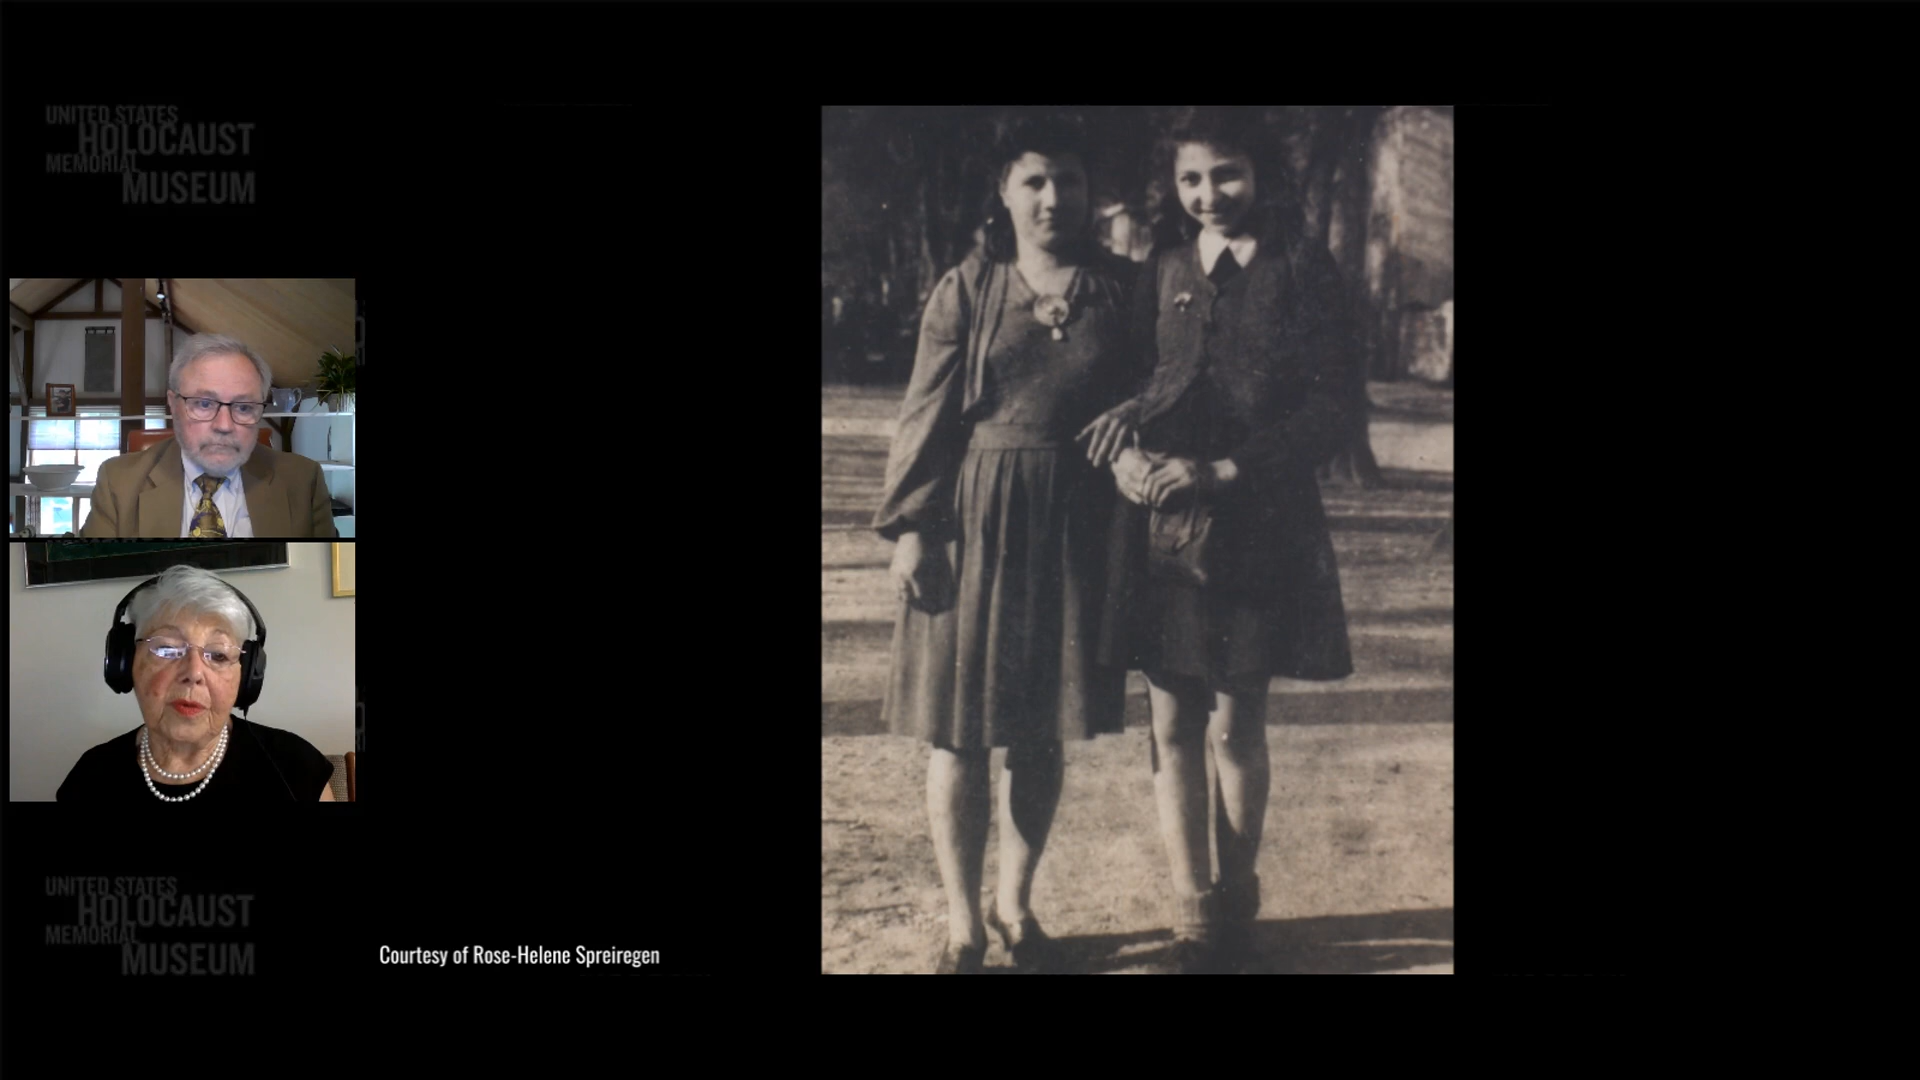 UNITED STATES
HOLOCAUST
MEMORIAL
MUSEUM
UNITED STATES
HOLOCAUST
MEMORIAL
MUSEUM
Courtesy of Rose-Helene Spreiregen